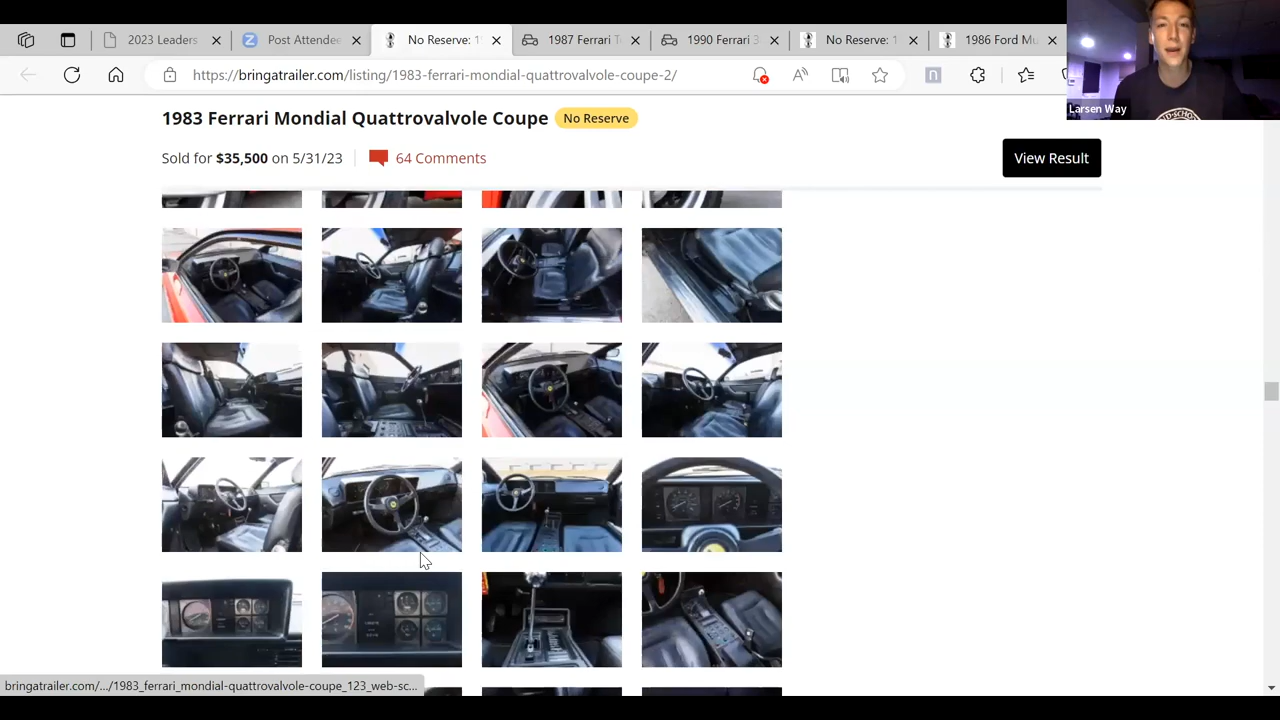 2023 Leaders
Post Attende
No Reserve: 1
1987 Ferrari T
1990 Ferrari 3
No Reserve: 1
1986 Ford Mu
https://bringatrailer.com/listing/1983-ferrari-mondial-quattrovalvole-coupe-2/
Larsen Way
1983 Ferrari Mondial Quattrovalvole Coupe No Reserve
Sold for $35,500 on 5/31/23 64 Comments
View Result
bringatrailer.com/.../1983_ferrari_mondial-quattrovalvole-coupe_123_web-sc...